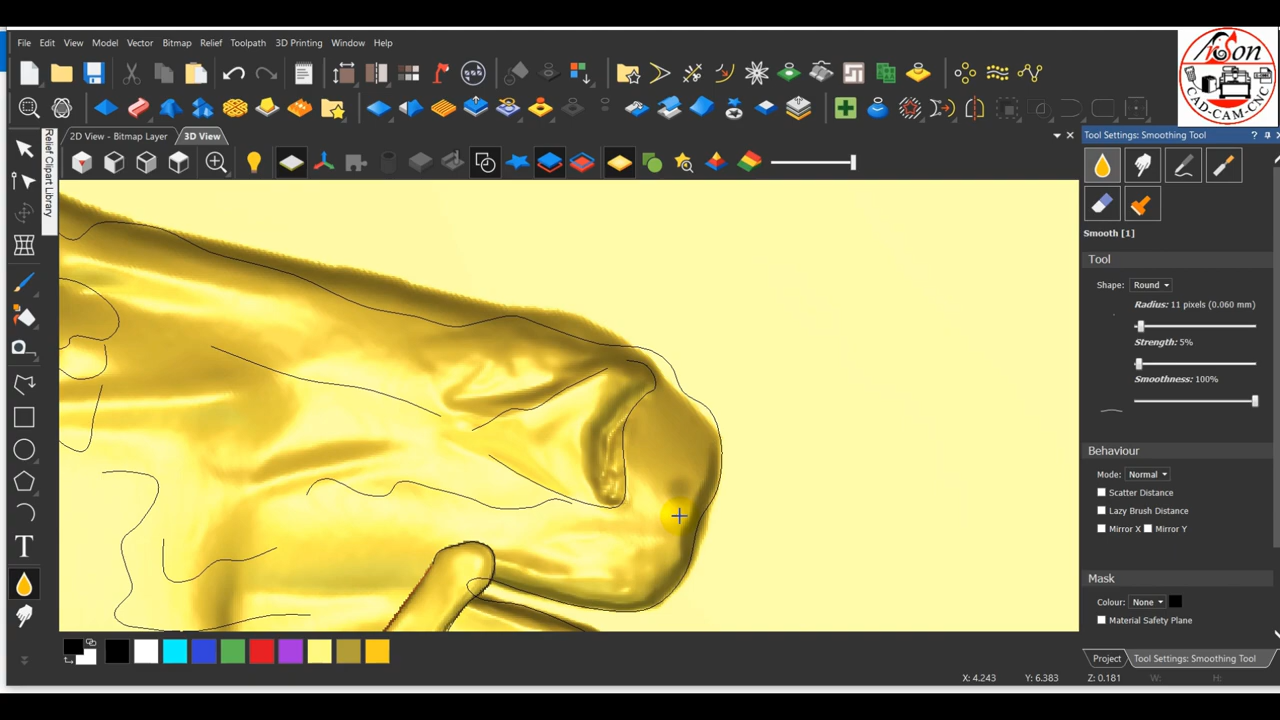 File Edit View Model Vector Bitmap Relief Toolpath 3D Printing Window Help
CAD-CAM-CNC
2D View - Bitmap Layer 3D View
Tool Settings: Smoothing Tool
Relief Clipart Library
Smooth [1]
Tool
Shape: Round
Radius: 11 pixels (0.060 mm)
Strength: 5%
Smoothness: 100%
Behaviour
Mode: Normal
Scatter Distance
Lazy Brush Distance
Mirror X Mirror Y
Mask
Colour: None
Material Safety Plane
Project Tool Settings: Smoothing Tool
X: 4.243 Y: 6.383 Z: 0.181 W: H: